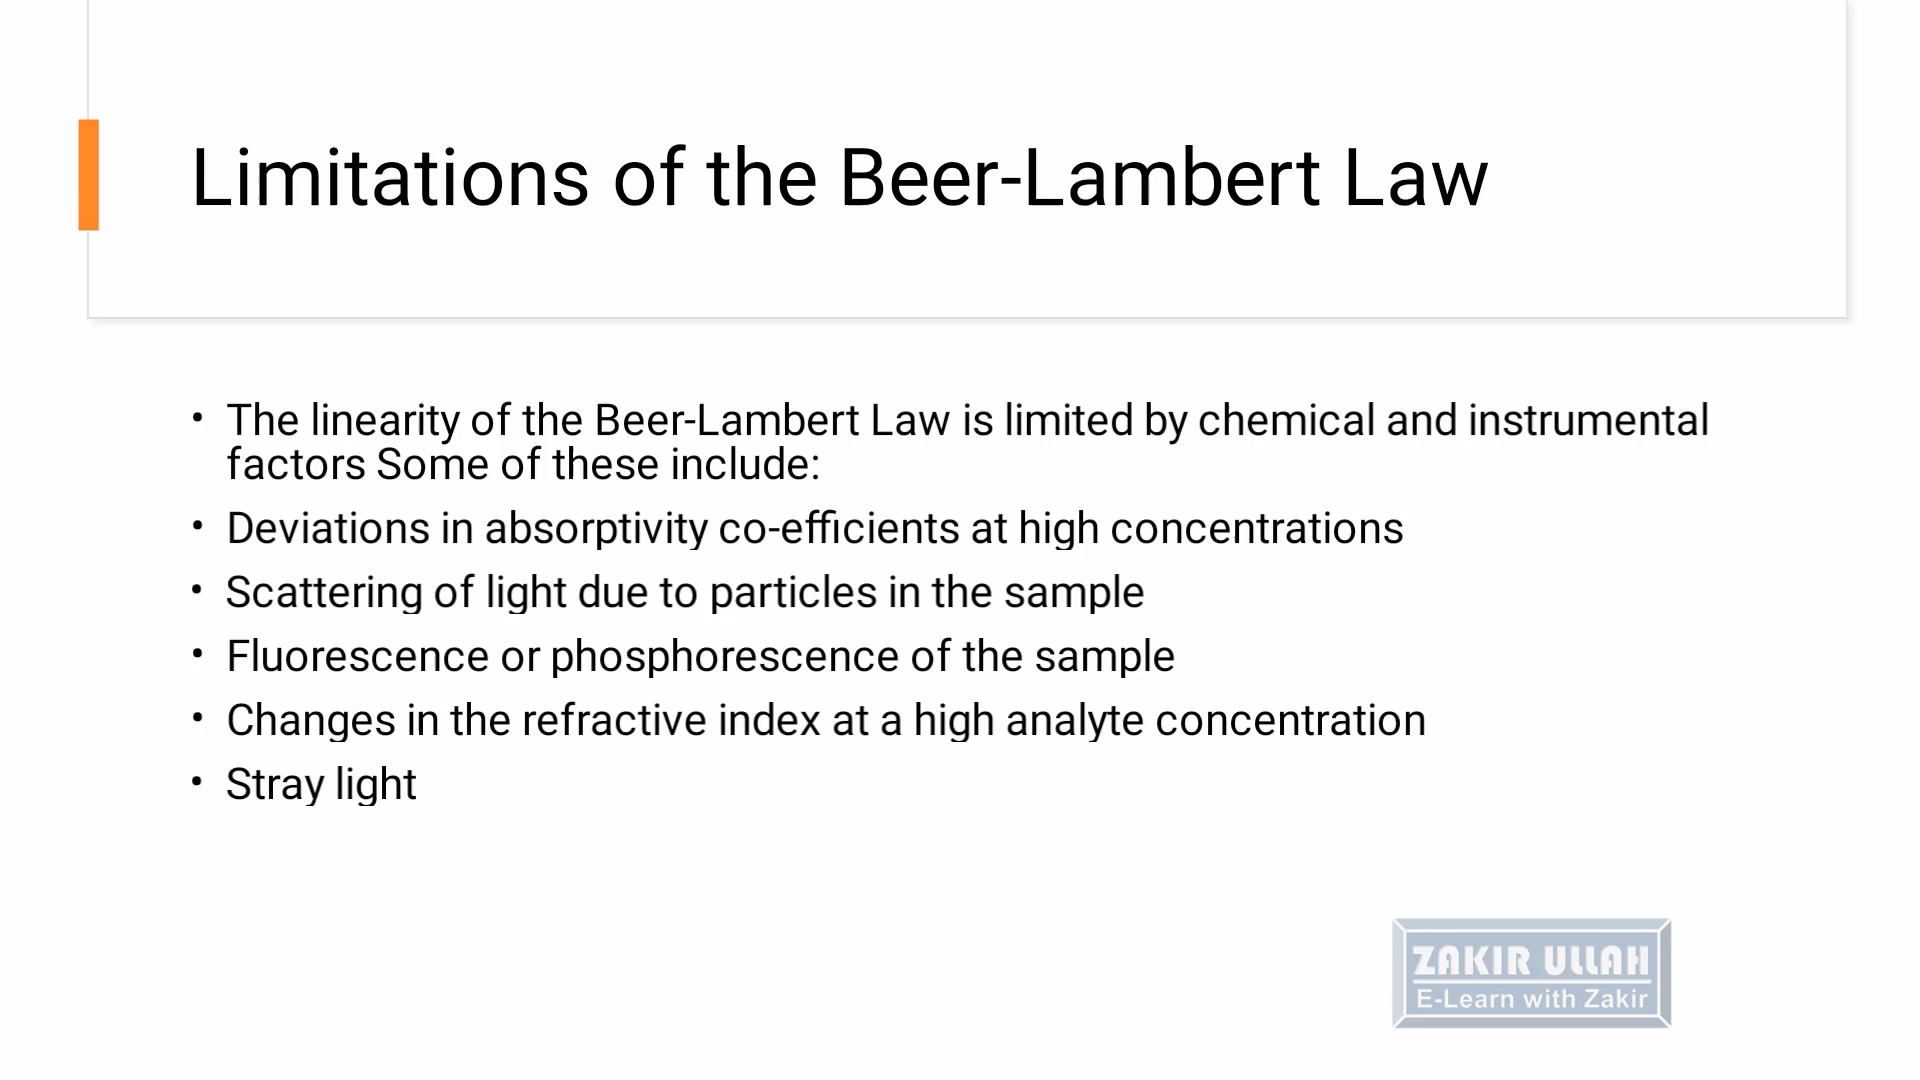 Limitations of the Beer-Lambert Law
• The linearity of the Beer-Lambert Law is limited by chemical and instrumental
factors Some of these include:
• Deviations in absorptivity co-efficients at high concentrations
• Scattering of light due to particles in the sample
• Fluorescence or phosphorescence of the sample
• Changes in the refractive index at a high analyte concentration
• Stray light
ZAKIR ULLAH
E-Learn with Zakir